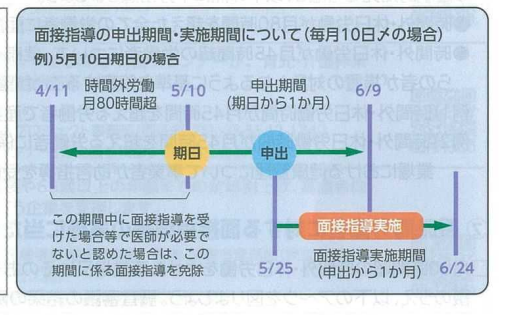 面接指導の申出期間・実施期間について(毎月10日〆の場合)
例)5月10日期日の場合
4/11
時間外労働
月80時間超
5/10
申出期間
(期日から1か月)
6/9
期日
申出
この期間中に面接指導を受
けた場合等で医師が必要で
ないと認めた場合は、この
期間に係る面接指導を免除
面接指導実施
5/25
面接指導実施期間
(申出から1か月)
6/24